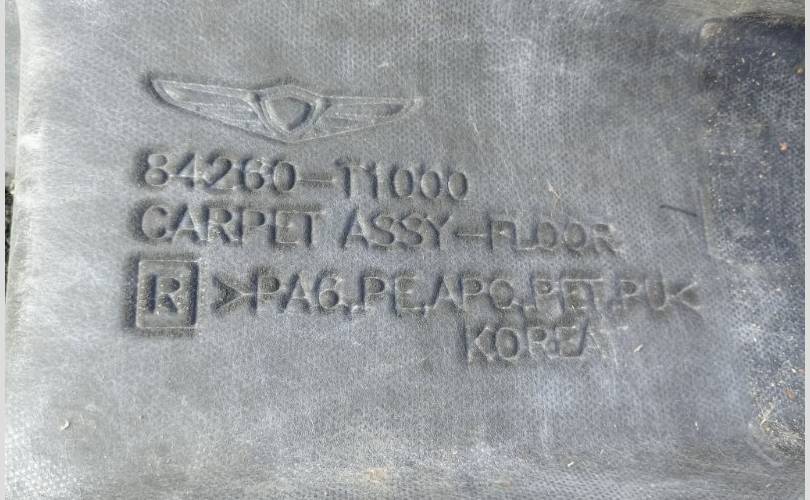 84260-T1000
CARPET ASSY-FLOOR
R >PA6,PE,APO,PET,PU<
KOREA